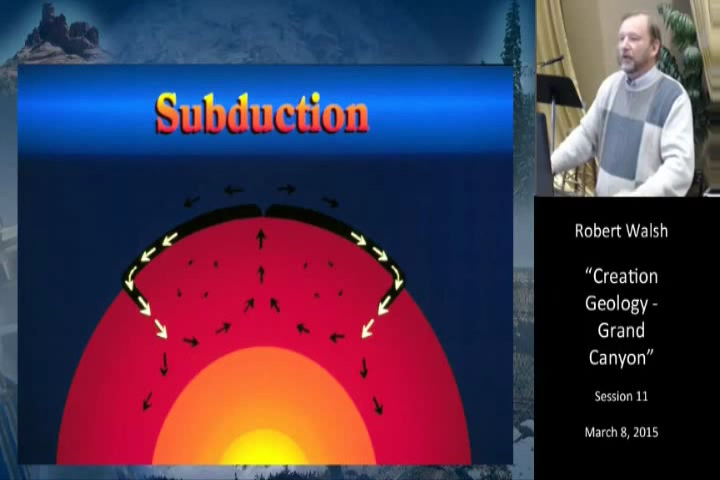 Subduction
Robert Walsh
“Creation
Geology -
Grand
Canyon”
Session 11
March 8, 2015